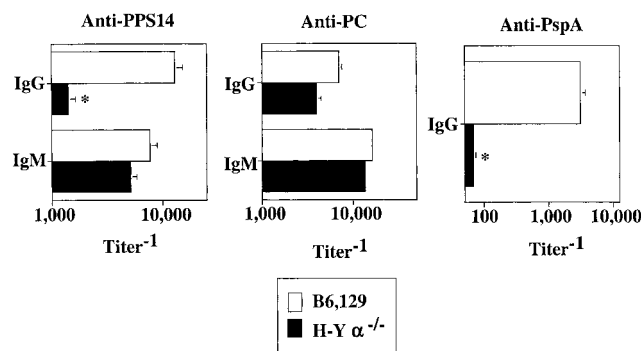 Anti-PPS14
Anti-PC
Anti-PspA
IgG
*
IgM
1,000
10,000
Titer⁻¹
IgG
IgM
1,000
10,000
Titer⁻¹
IgG
*
100
1,000
10,000
Titer⁻¹
B6,129
H-Y α⁻/⁻